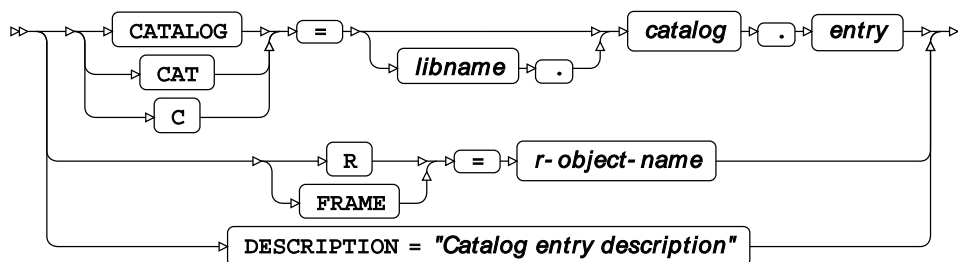 CATALOG = catalog . entry
CAT libname .
C
R = r-object-name
FRAME
DESCRIPTION = "Catalog entry description"